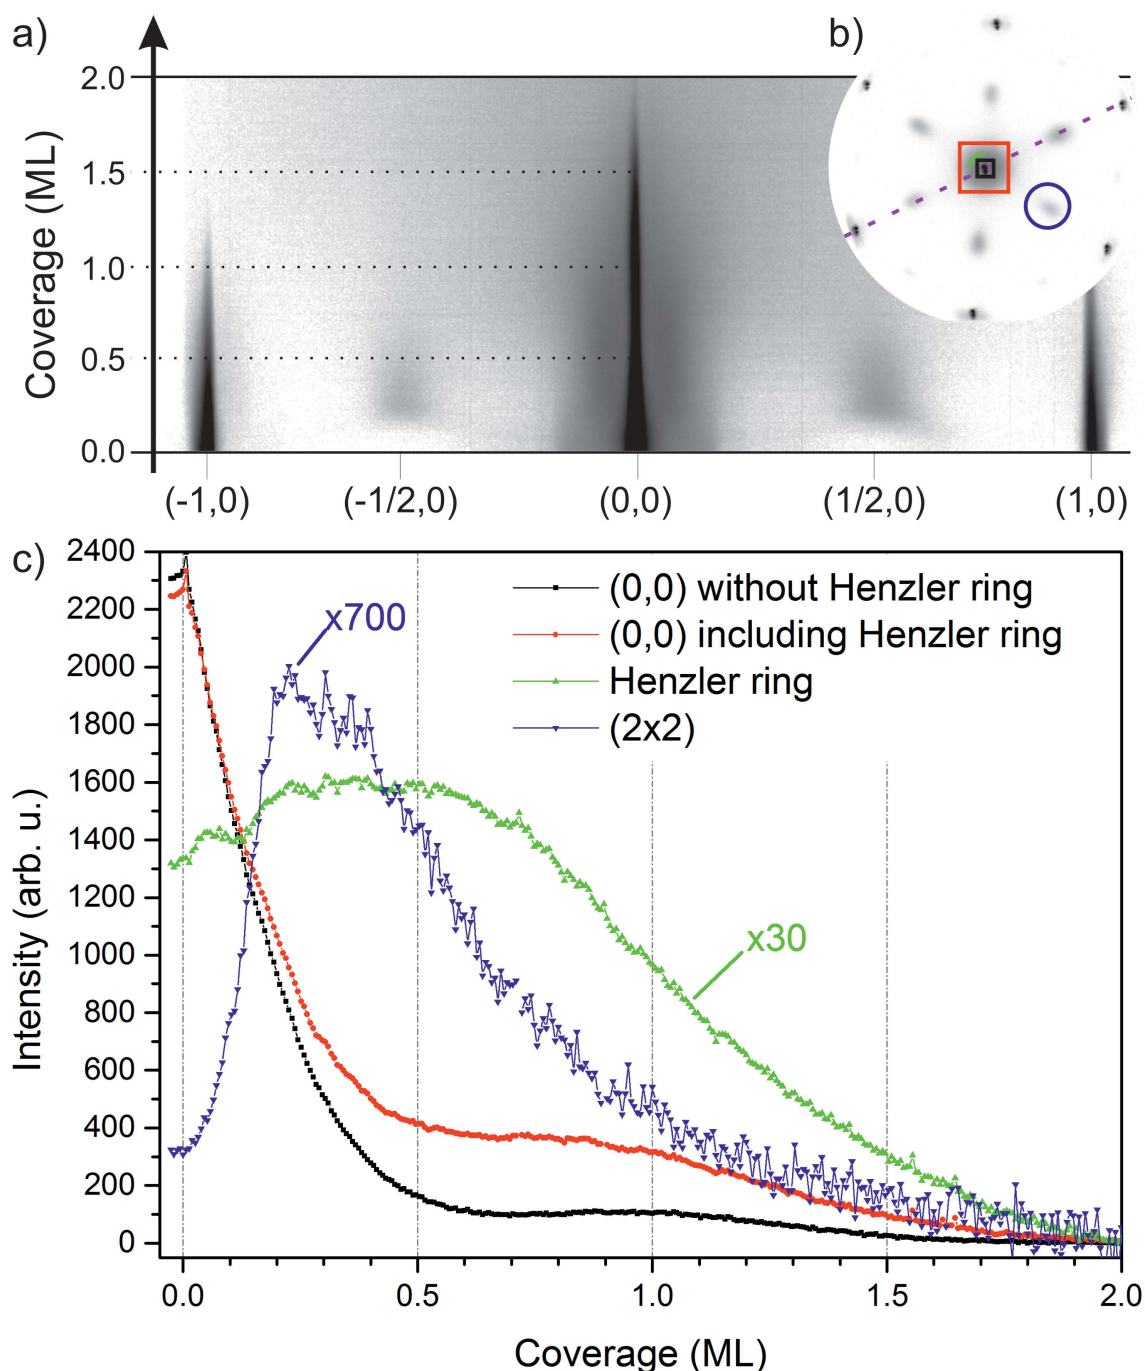 a)
b)
Coverage (ML)
2.0
1.5
1.0
0.5
0.0
(-1,0)
(-1/2,0)
(0,0)
(1/2,0)
(1,0)
c)
Intensity (arb. u.)
2400
2200
2000
1800
1600
1400
1200
1000
800
600
400
200
0
x700
(0,0) without Henzler ring
(0,0) including Henzler ring
Henzler ring
(2x2)
x30
0.0
0.5
1.0
1.5
2.0
Coverage (ML)